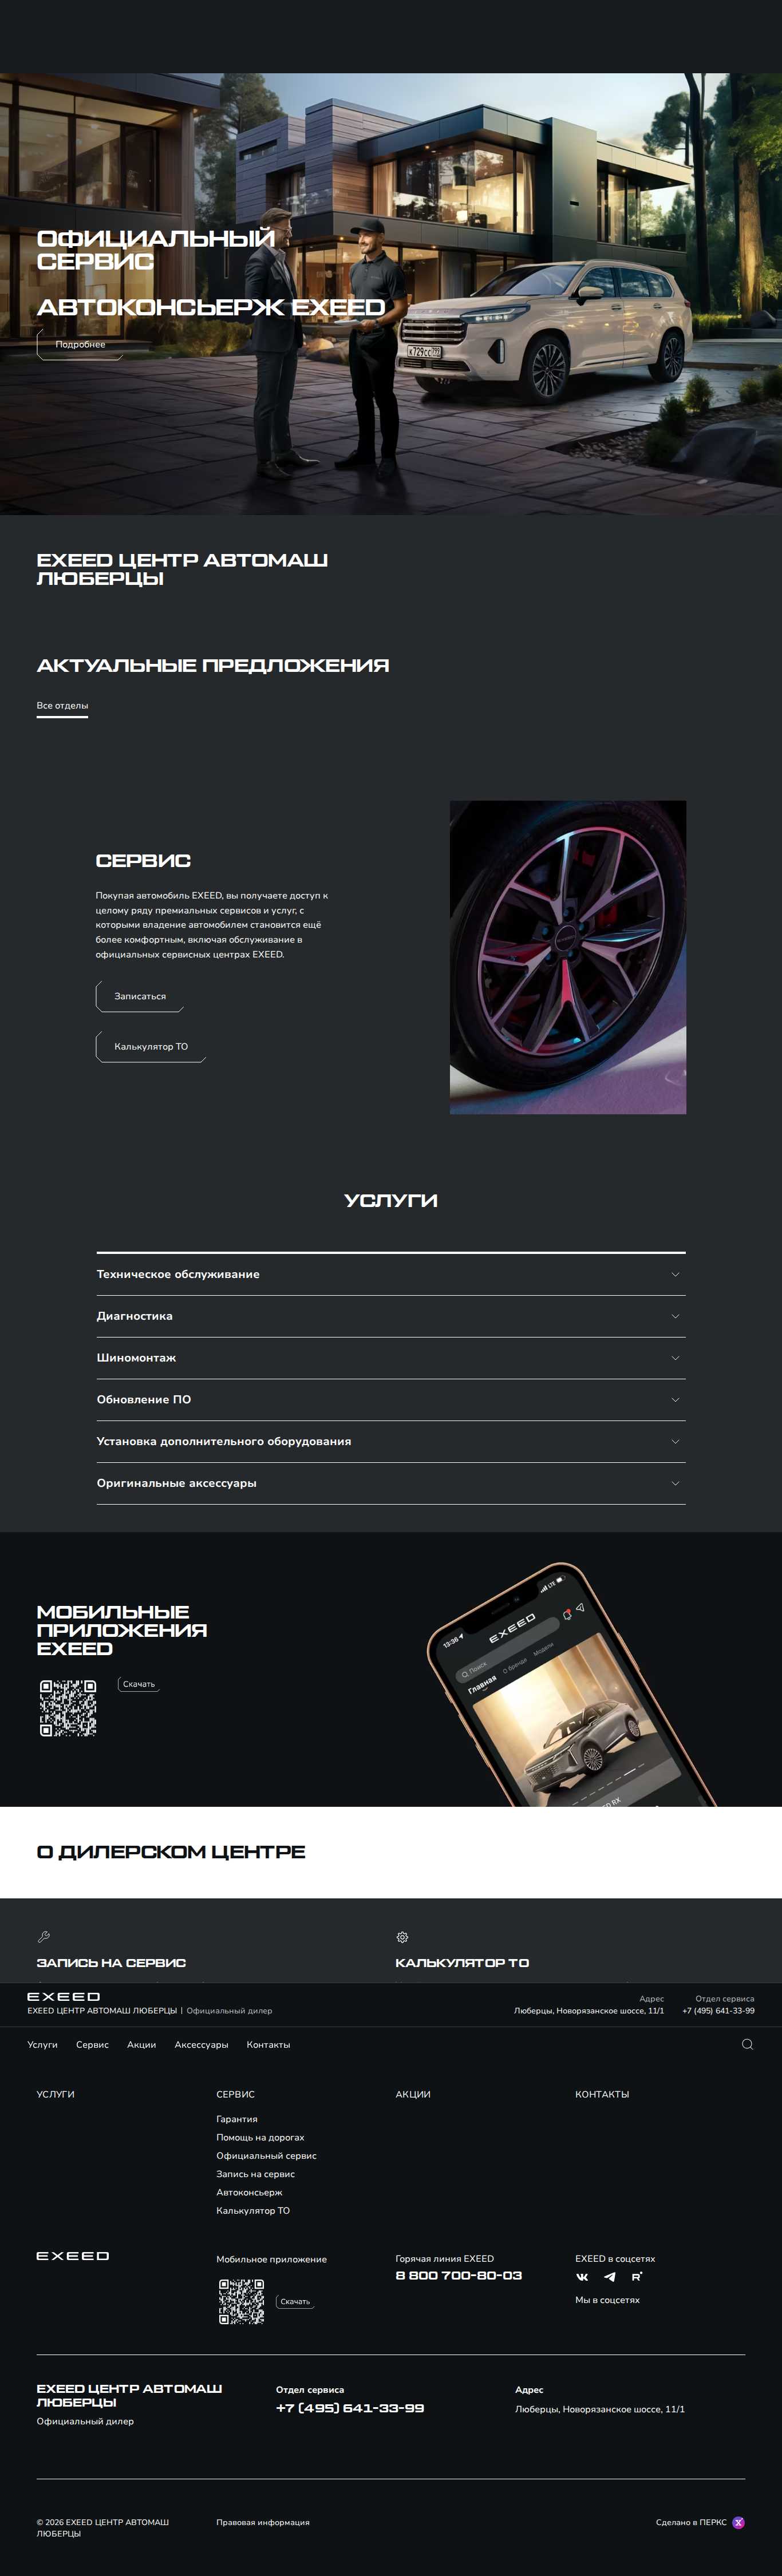 ОФИЦИАЛЬНЫЙ
СЕРВИС
АВТОКОНСЬЕРЖ EXEED
Подробнее
EXEED ЦЕНТР АВТОМАШ
ЛЮБЕРЦЫ
АКТУАЛЬНЫЕ ПРЕДЛОЖЕНИЯ
Все отделы
СЕРВИС
Покупая автомобиль EXEED, вы получаете доступ к
целому ряду премиальных сервисов и услуг, с
которыми владение автомобилем становится ещё
более комфортным, включая обслуживание в
официальных сервисных центрах EXEED.
Записаться
Калькулятор ТО
УСЛУГИ
Техническое обслуживание
Диагностика
Шиномонтаж
Обновление ПО
Установка дополнительного оборудования
Оригинальные аксессуары
МОБИЛЬНЫЕ
ПРИЛОЖЕНИЯ
EXEED
Скачать
13:36
LTE
EXEED
Поиск
Главная О бренде Модели
RX
О ДИЛЕРСКОМ ЦЕНТРЕ
ЗАПИСЬ НА СЕРВИС
КАЛЬКУЛЯТОР ТО
EXEED
EXEED ЦЕНТР АВТОМАШ ЛЮБЕРЦЫ | Официальный дилер
Адрес
Люберцы, Новорязанское шоссе, 11/1
Отдел сервиса
+7 (495) 641-33-99
Услуги Сервис Акции Аксессуары Контакты
УСЛУГИ
СЕРВИС
Гарантия
Помощь на дорогах
Официальный сервис
Запись на сервис
Автоконсьерж
Калькулятор ТО
АКЦИИ
КОНТАКТЫ
EXEED
Мобильное приложение
Скачать
Горячая линия EXEED
8 800 700-80-03
EXEED в соцсетях
Мы в соцсетях
EXEED ЦЕНТР АВТОМАШ
ЛЮБЕРЦЫ
Официальный дилер
Отдел сервиса
+7 (495) 641-33-99
Адрес
Люберцы, Новорязанское шоссе, 11/1
© 2026 EXEED ЦЕНТР АВТОМАШ
ЛЮБЕРЦЫ
Правовая информация
Сделано в ПЕРКС